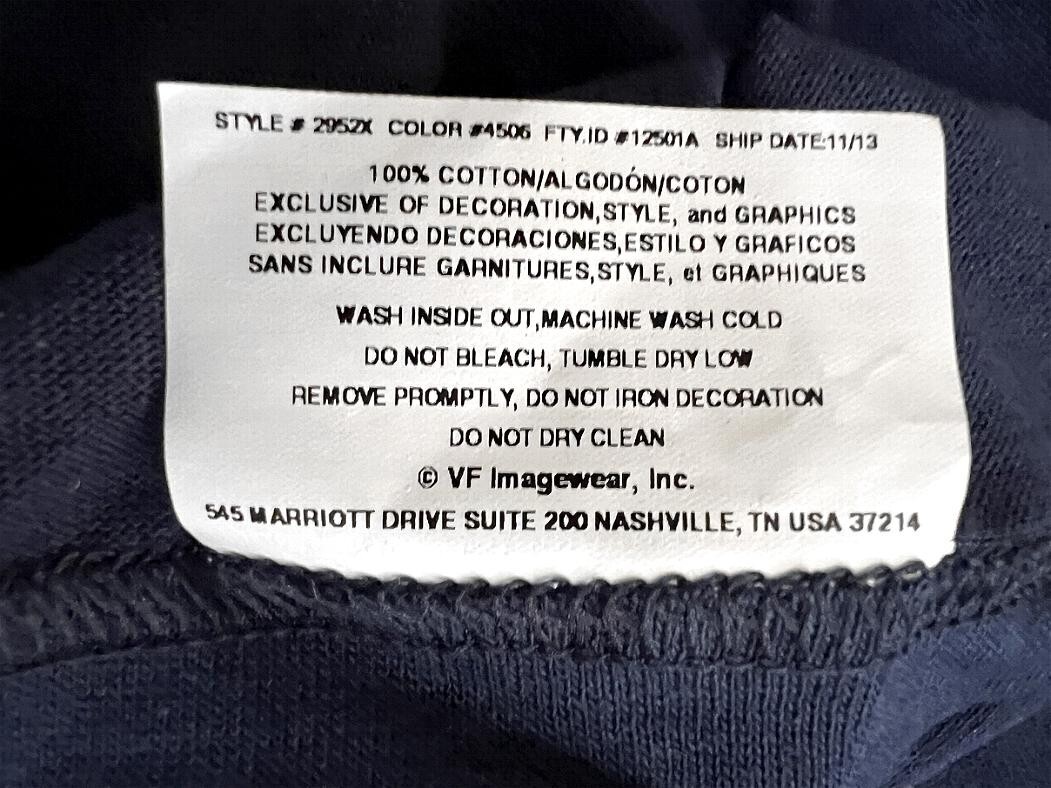 STYLE # 2952X COLOR #4506 FTY.ID #12501A SHIP DATE:11/13
100% COTTON/ALGODÓN/COTON
EXCLUSIVE OF DECORATION,STYLE, and GRAPHICS
EXCLUYENDO DECORACIONES,ESTILO Y GRAFICOS
SANS INCLURE GARNITURES,STYLE, et GRAPHIQUES
WASH INSIDE OUT,MACHINE WASH COLD
DO NOT BLEACH, TUMBLE DRY LOW
REMOVE PROMPTLY, DO NOT IRON DECORATION
DO NOT DRY CLEAN
© VF Imagewear, Inc.
545 MARRIOTT DRIVE SUITE 200 NASHVILLE, TN USA 37214